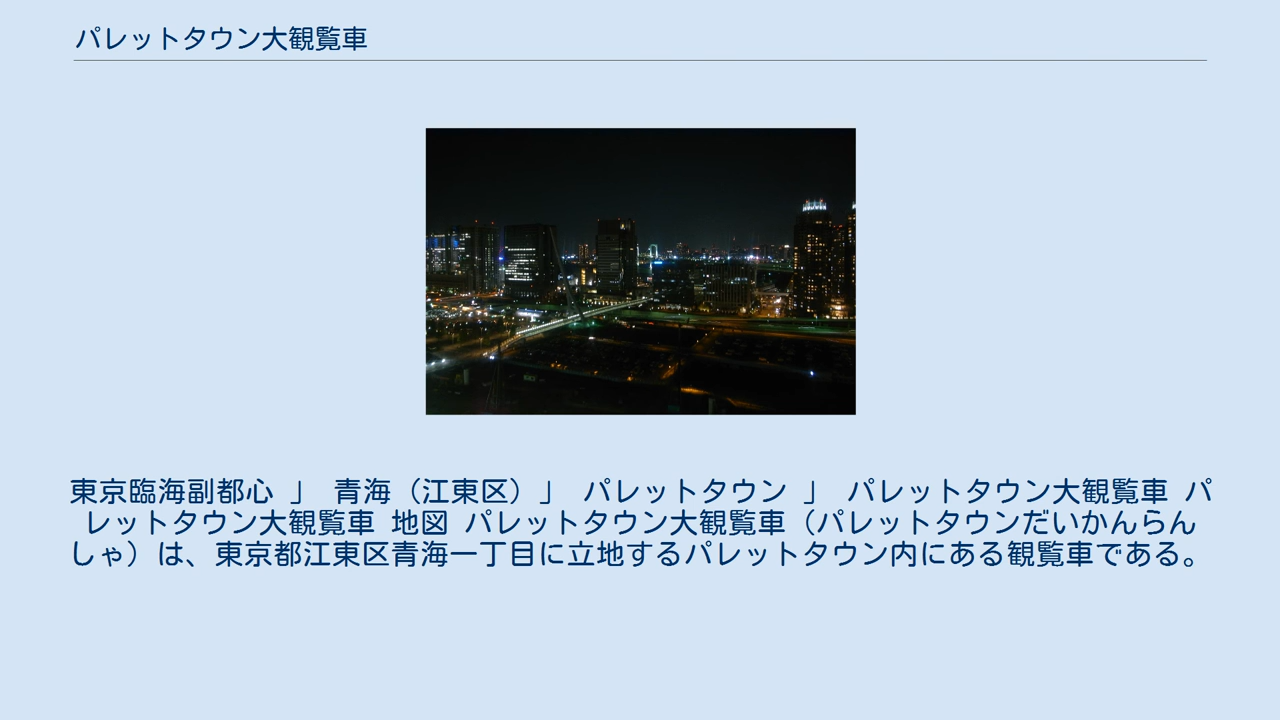 パレットタウン大観覧車
東京臨海副都心 」 青海（江東区）」 パレットタウン 」 パレットタウン大観覧車 パ
レットタウン大観覧車 地図 パレットタウン大観覧車（パレットタウンだいかんらん
しゃ）は、東京都江東区青海一丁目に立地するパレットタウン内にある観覧車である。